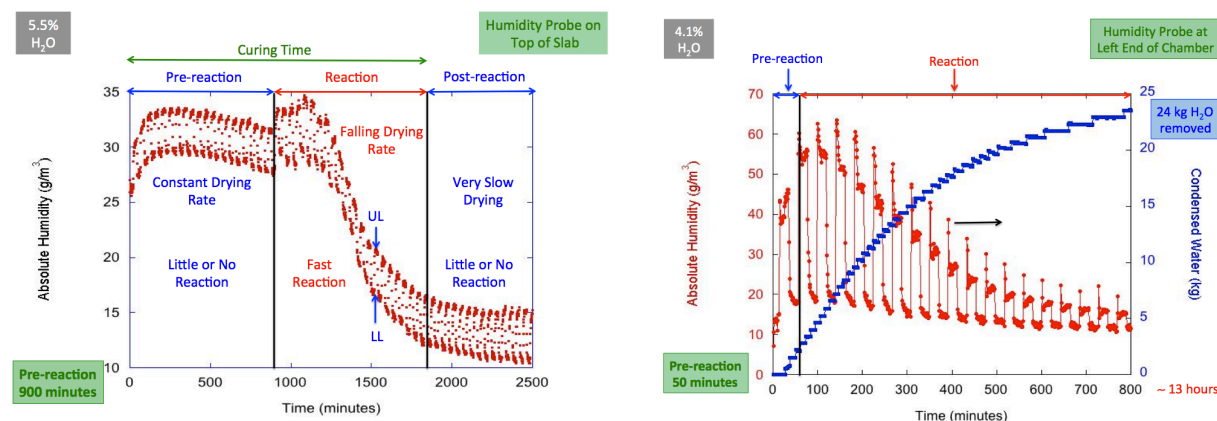 5.5%
H₂O
Humidity Probe on
Top of Slab
Curing Time
Pre-reaction
Reaction
Post-reaction
35
30
25
20
15
10
Absolute Humidity (g/m³)
Falling Drying
Rate
Constant Drying
Rate
Very Slow
Drying
UL
Little or No
Reaction
Fast
Reaction
Little or No
Reaction
LL
0
500
1000
1500
2000
2500
Time (minutes)
Pre-reaction
900 minutes
4.1%
H₂O
Humidity Probe at
Left End of Chamber
Pre-reaction
Reaction
70
60
50
40
30
20
10
0
Absolute Humidity (g/m³)
25
20
15
10
5
0
Condensed Water (kg)
24 kg H₂O
removed
0
100
200
300
400
500
600
700
800
Time (minutes)
Pre-reaction
50 minutes
~ 13 hours